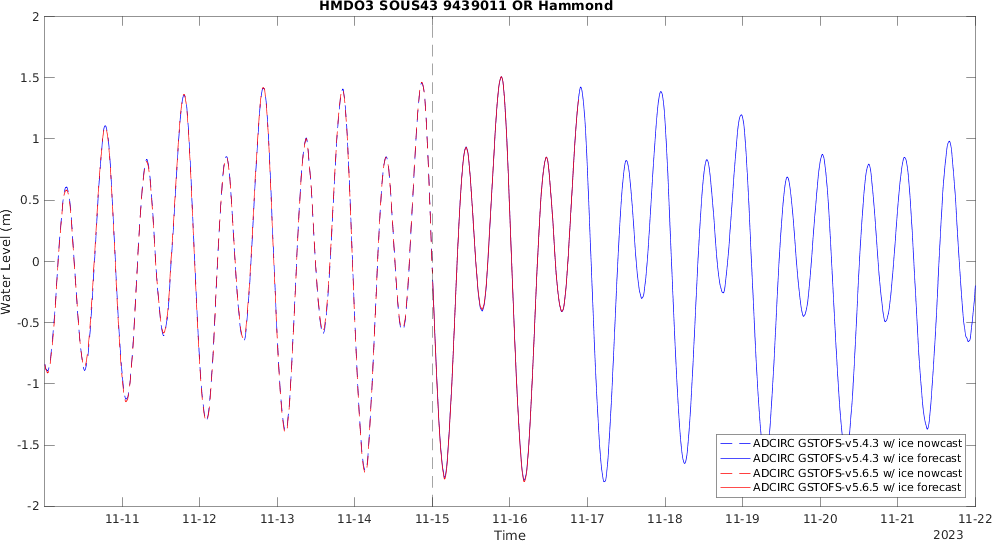 HMDO3 SOUS43 9439011 OR Hammond
2
1.5
1
0.5
0
-0.5
-1
-1.5
-2
Water Level (m)
11-11 11-12 11-13 11-14 11-15 11-16 11-17 11-18 11-19 11-20 11-21 11-22
Time
2023
ADCIRC GSTOFS-v5.4.3 w/ ice nowcast
ADCIRC GSTOFS-v5.4.3 w/ ice forecast
ADCIRC GSTOFS-v5.6.5 w/ ice nowcast
ADCIRC GSTOFS-v5.6.5 w/ ice forecast